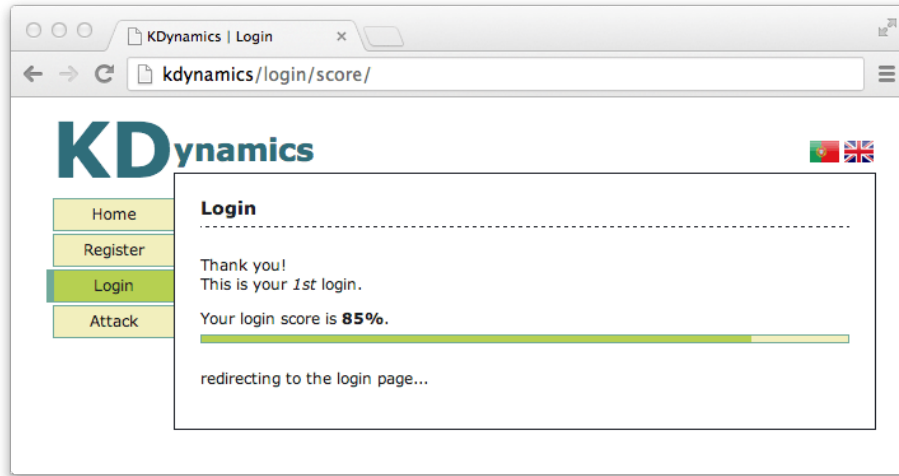 KDynamics | Login
kdynamics/login/score/
KDynamics
Home
Register
Login
Attack
Login
Thank you!
This is your 1st login.
Your login score is 85%.
redirecting to the login page...